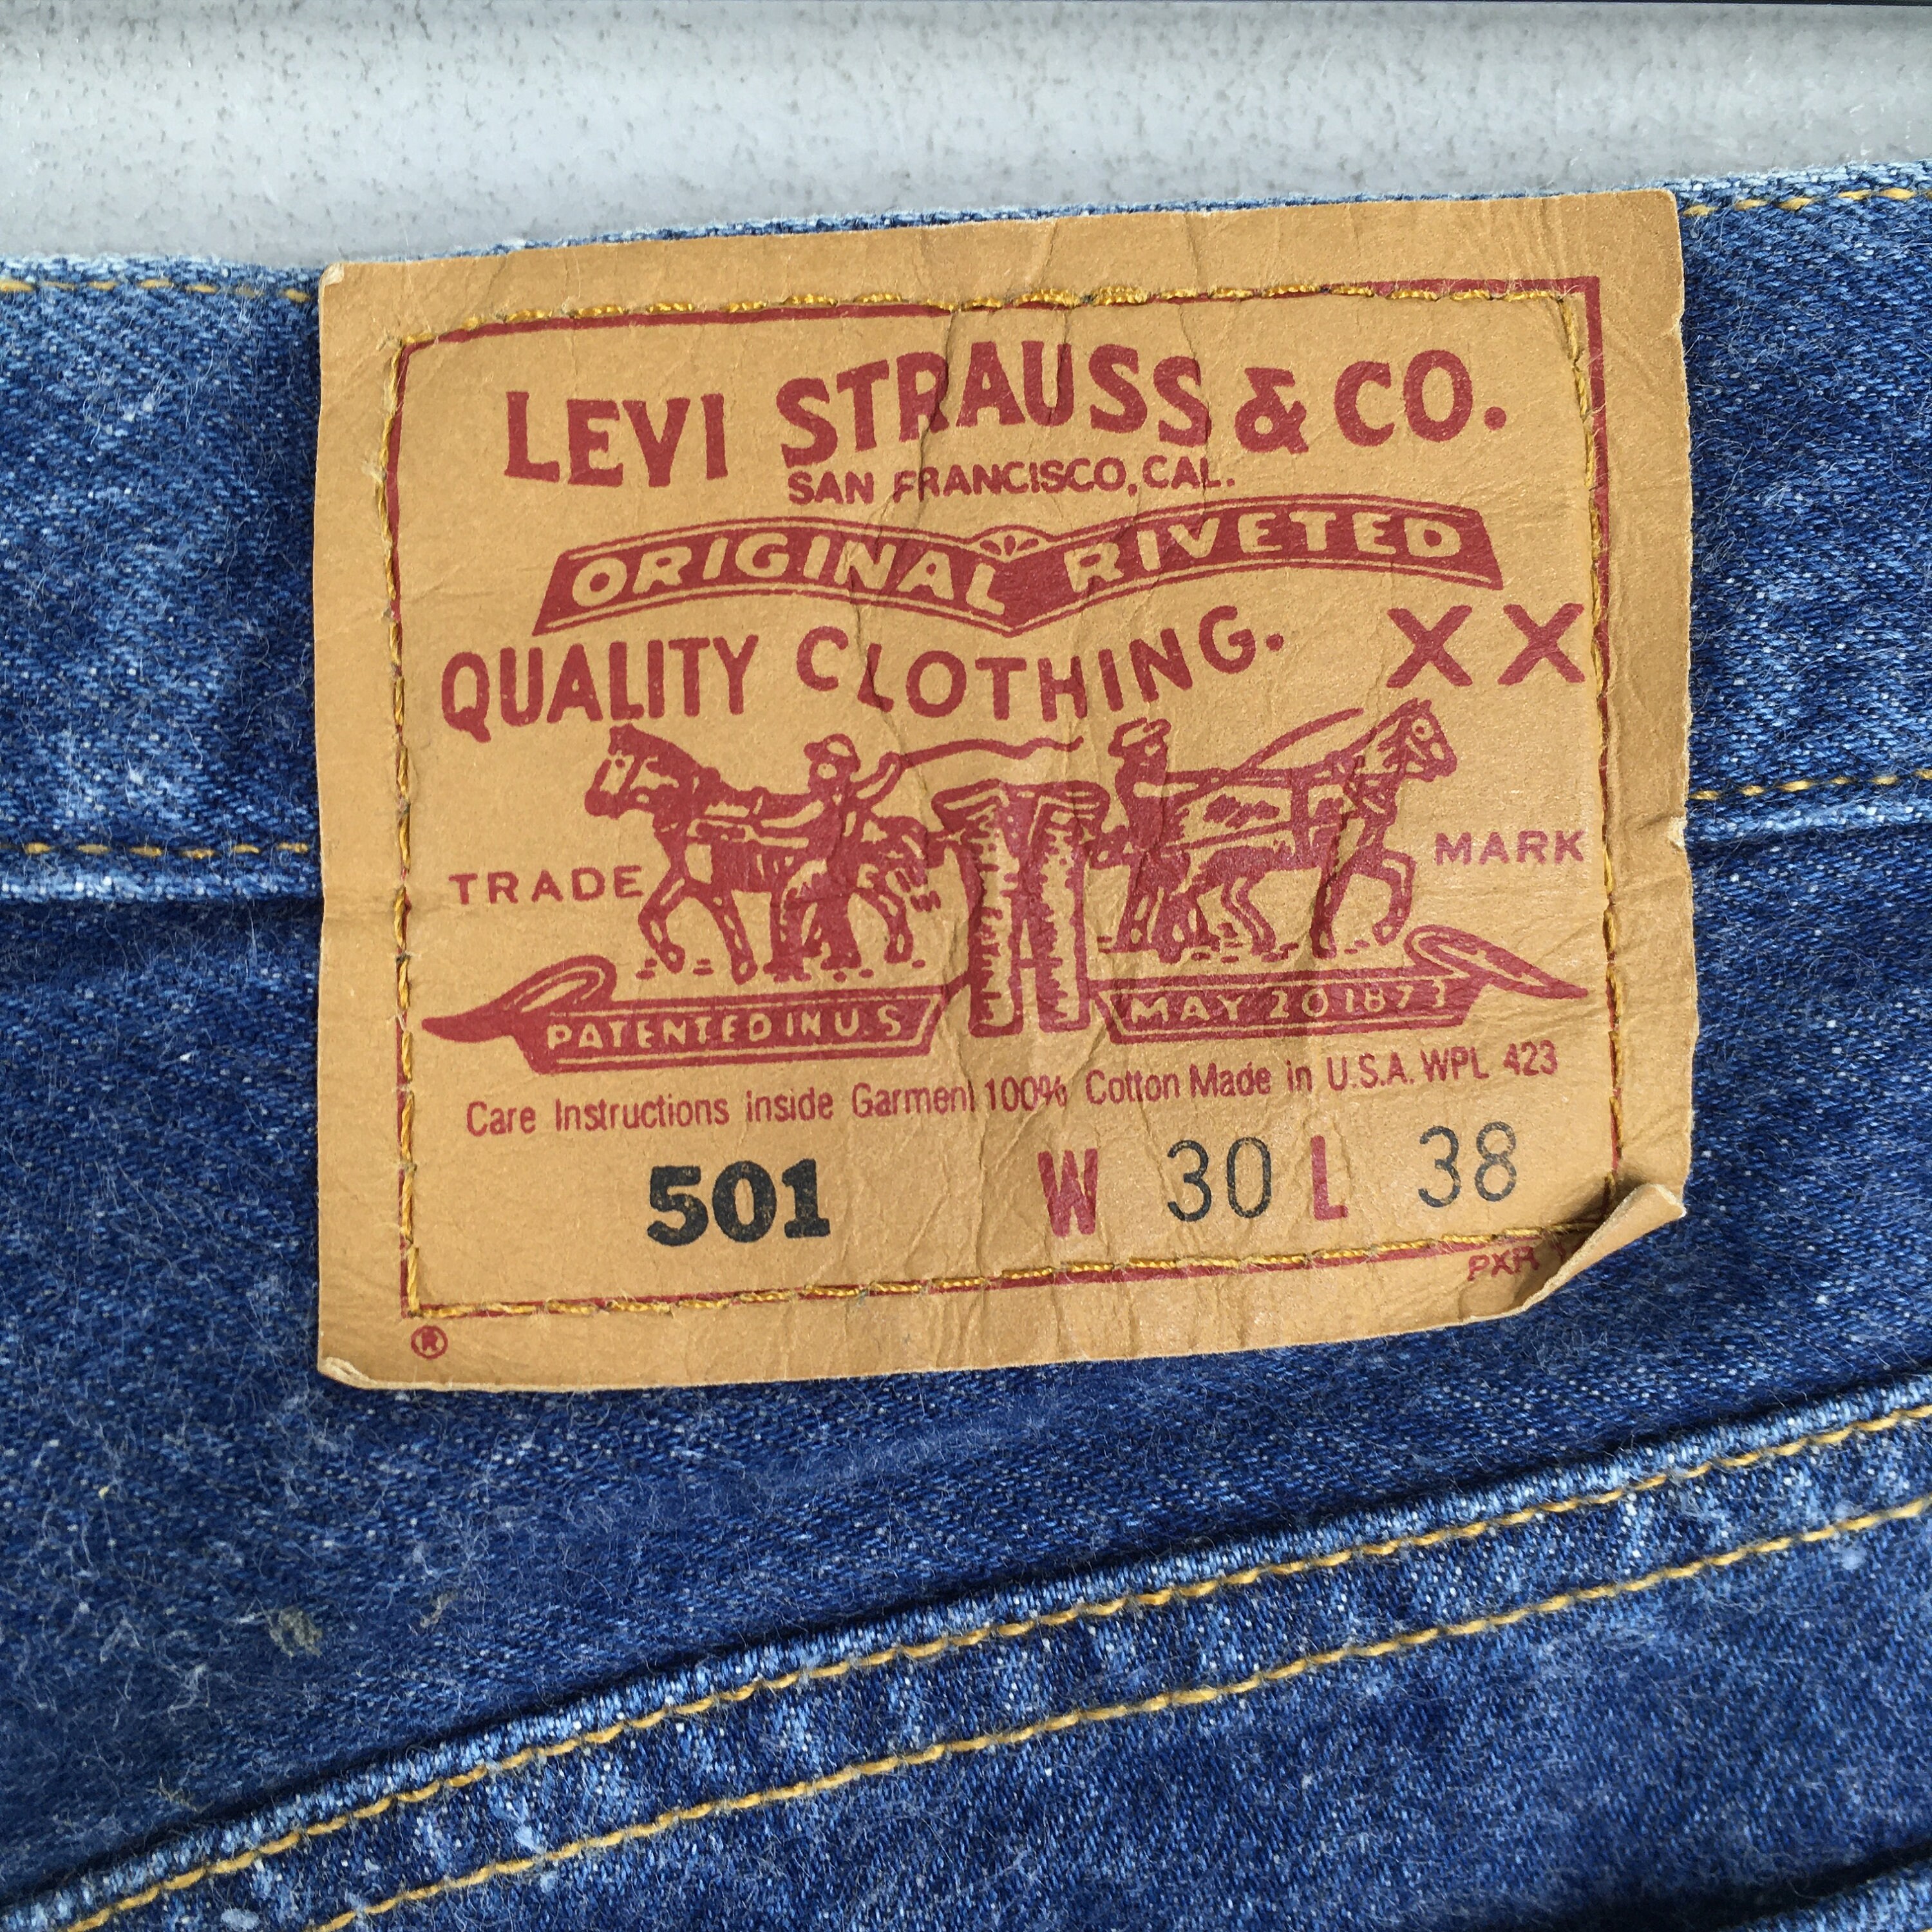 LEVI STRAUSS & CO.
SAN FRANCISCO, CAL.
ORIGINAL RIVETED
QUALITY CLOTHING. XX
TRADE MARK
PATENTED IN U.S MAY 20 1873
Care Instructions Inside Garment 100% Cotton Made in U.S.A. WPL 423
501 W 30 L 38
PXR
®